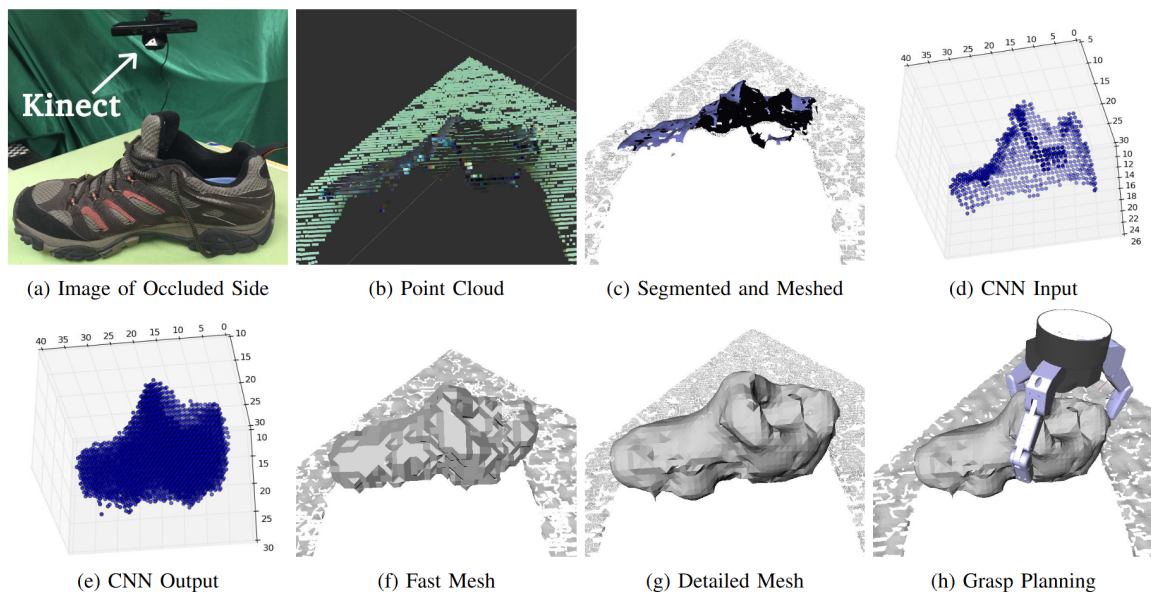 Kinect
40 35 30 25 20 15 10 5 0
5
10
15
20
25
30
10
12
14
16
18
20
22
24
26
(a) Image of Occluded Side
(b) Point Cloud
(c) Segmented and Meshed
(d) CNN Input
40 35 30 25 20 15 10 5 0
10
15
20
25
30
10
15
20
25
30
(e) CNN Output
(f) Fast Mesh
(g) Detailed Mesh
(h) Grasp Planning